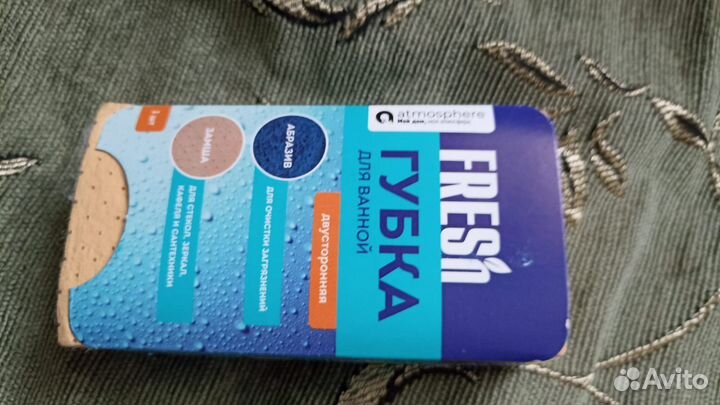 atmosphere
Мой дом, моя атмосфера
FRESH
ГУБКА
ДЛЯ ВАННОЙ
двусторонняя
АБРАЗИВ
ДЛЯ ОЧИСТКИ ЗАГРЯЗНЕНИЙ
ЗАМША
ДЛЯ СТЕКОЛ, ЗЕРКАЛ,
КАФЕЛЯ И САНТЕХНИКИ
1 шт
Avito